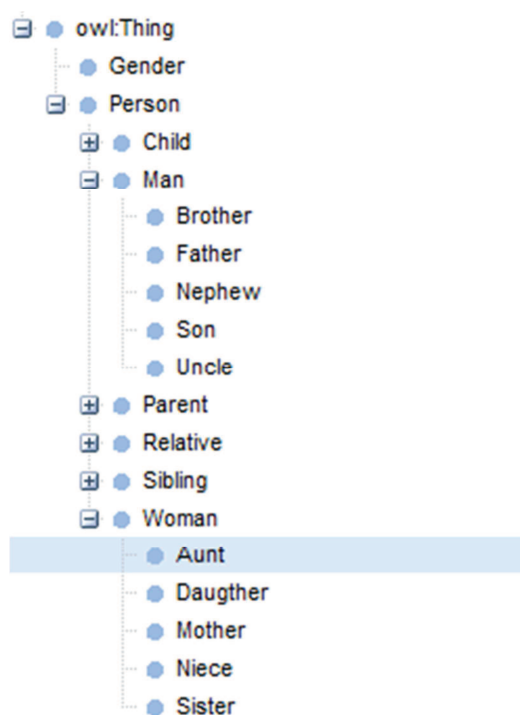 owl:Thing
Gender
Person
Child
Man
Brother
Father
Nephew
Son
Uncle
Parent
Relative
Sibling
Woman
Aunt
Daugther
Mother
Niece
Sister